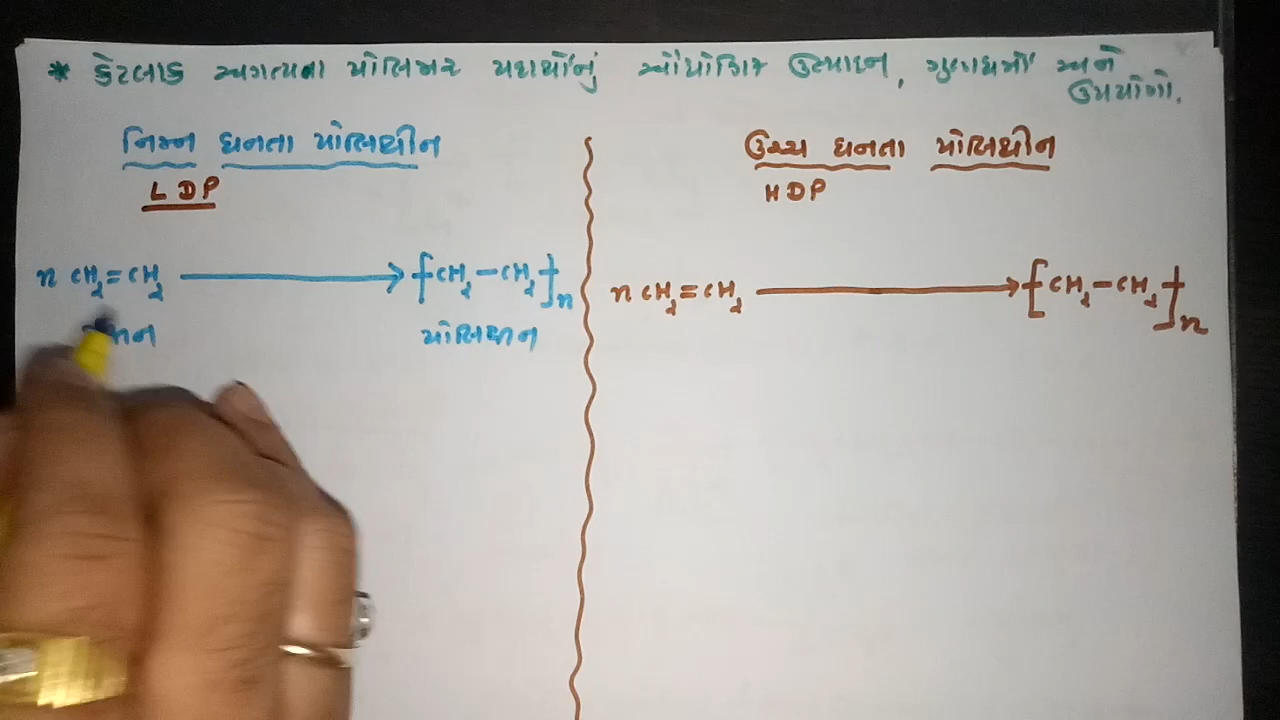 * કેટલાક અગત્યના પોલિમર પદાર્થોનું ઔધોગિક ઉત્પાદન, ગુણધર્મો અને
ઉપયોગો.
નિમ્ન ઘનતા પોલિથીન
LDP
n CH₂=CH₂ ⟶ [CH₂-CH₂]n
પોલિથીન
ઉચ્ચ ઘનતા પોલિથીન
HDP
n CH₂=CH₂ ⟶ [CH₂-CH₂]n